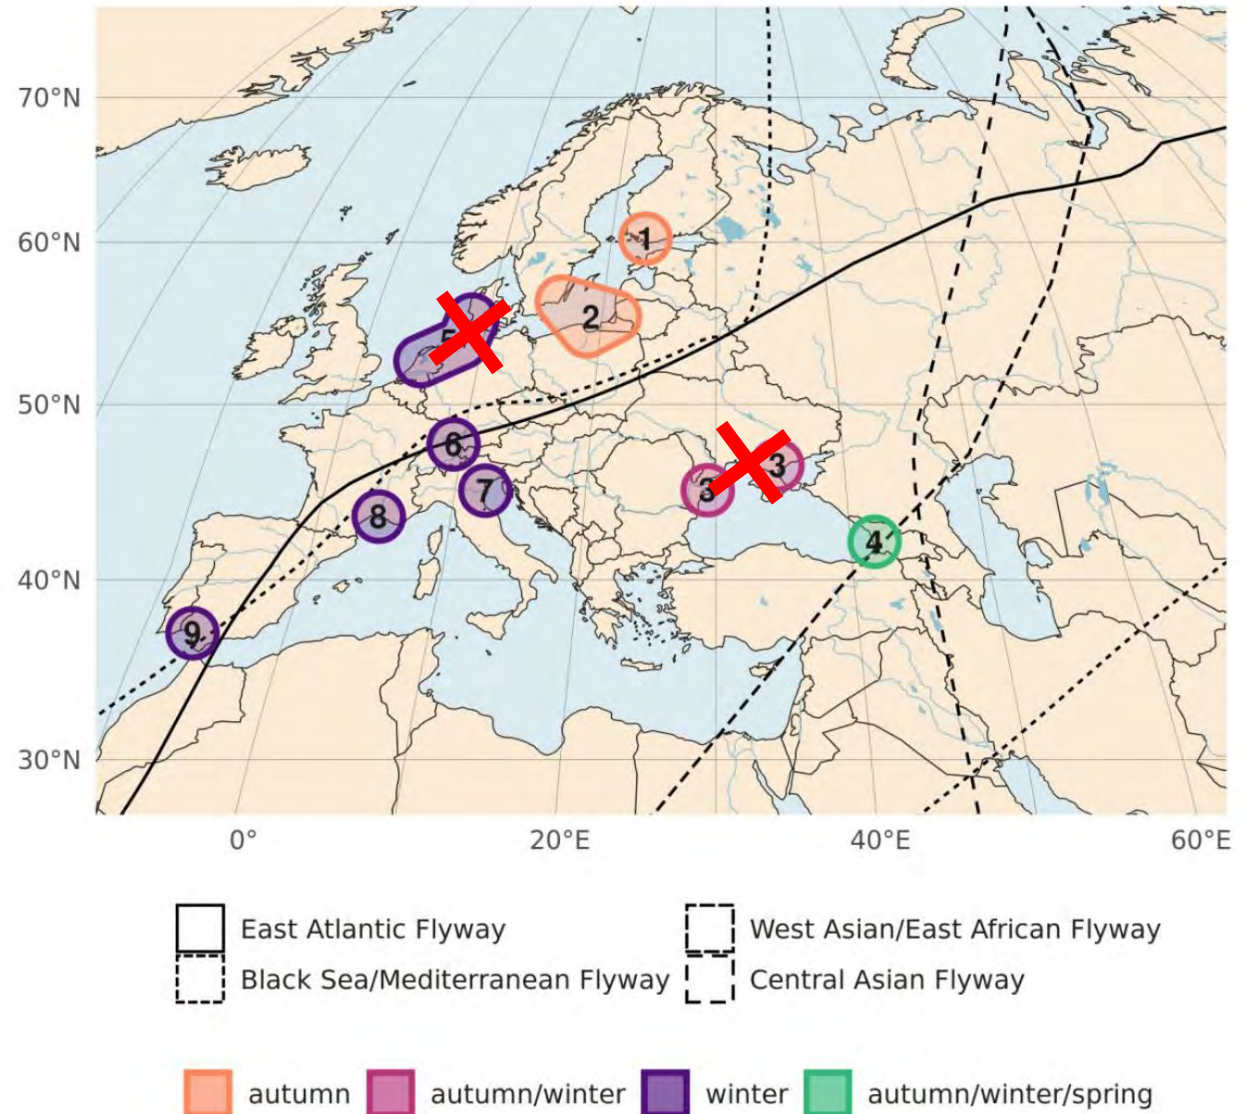 70°N
60°N
50°N
40°N
30°N
1
2
5
6
3
3
7
8
4
9
0° 20°E 40°E 60°E
East Atlantic Flyway West Asian/East African Flyway
Black Sea/Mediterranean Flyway Central Asian Flyway
autumn autumn/winter winter autumn/winter/spring